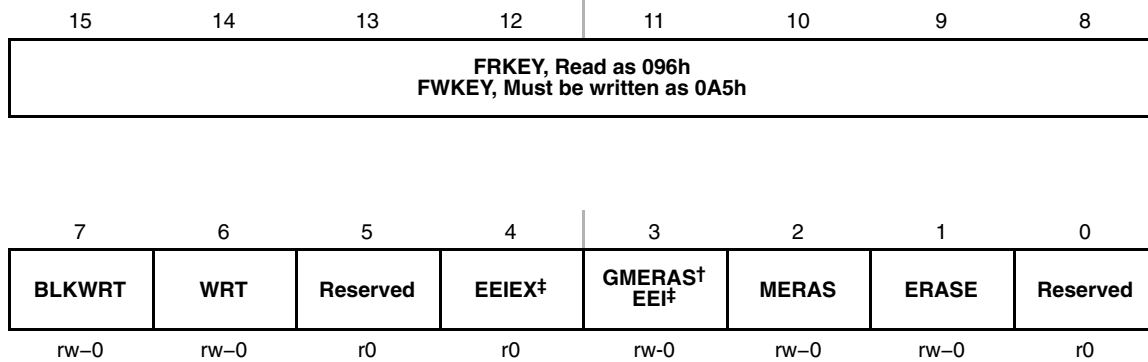 15 14 13 12 11 10 9 8
FRKEY, Read as 096h
FWKEY, Must be written as 0A5h
7 6 5 4 3 2 1 0
BLKWRT WRT Reserved EEIEX‡ GMERAS† EEI‡ MERAS ERASE Reserved
rw−0 rw−0 r0 r0 rw-0 rw−0 rw−0 r0